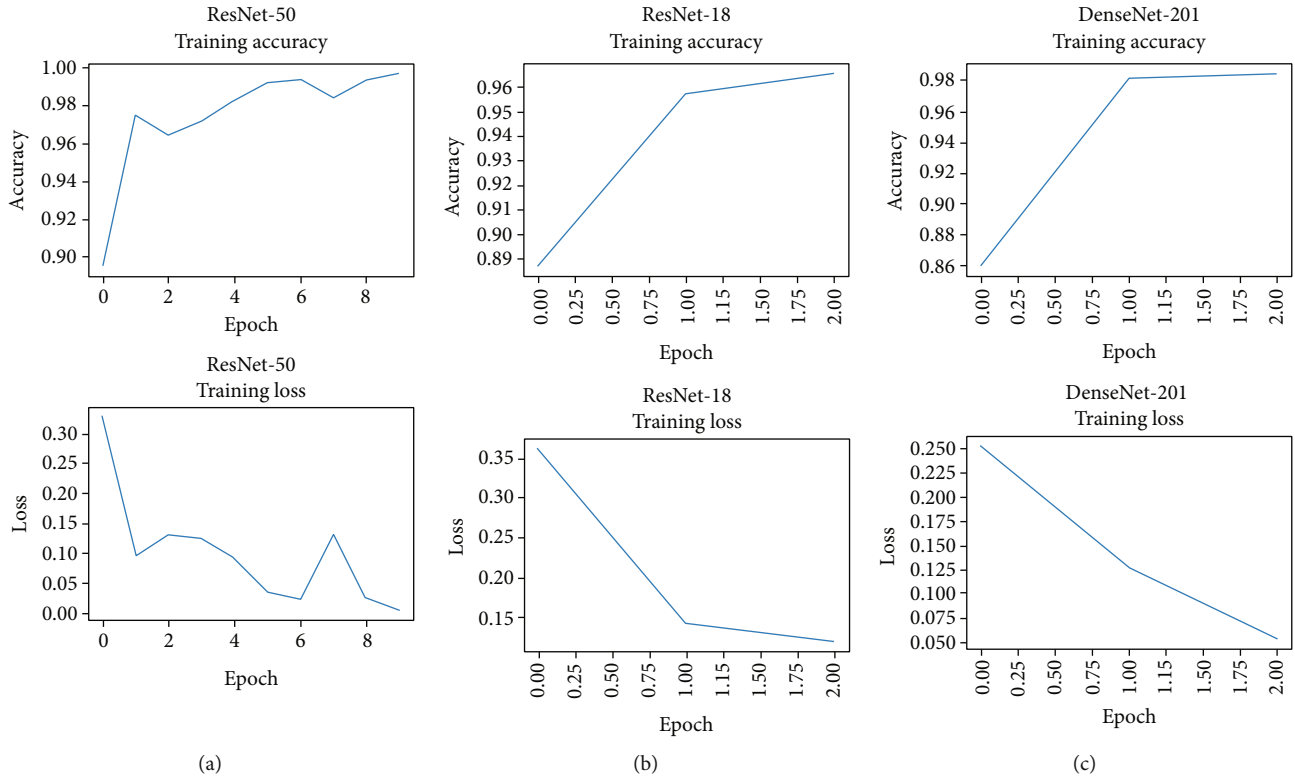 ResNet-50
Training accuracy
1.00
0.98
0.96
0.94
0.92
0.90
Accuracy
0 2 4 6 8
Epoch
ResNet-18
Training accuracy
0.96
0.95
0.94
0.93
0.92
0.91
0.90
0.89
Accuracy
0.00 0.25 0.50 0.75 1.00 1.15 1.50 1.75 2.00
Epoch
DenseNet-201
Training accuracy
0.98
0.96
0.94
0.92
0.90
0.88
0.86
Accuracy
0.00 0.25 0.50 0.75 1.00 1.15 1.50 1.75 2.00
Epoch
ResNet-50
Training loss
0.30
0.25
0.20
0.15
0.10
0.05
0.00
Loss
0 2 4 6 8
Epoch
ResNet-18
Training loss
0.35
0.30
0.25
0.20
0.15
Loss
0.00 0.25 0.50 0.75 1.00 1.15 1.50 1.75 2.00
Epoch
DenseNet-201
Training loss
0.250
0.225
0.200
0.175
0.150
0.125
0.100
0.075
0.050
Loss
0.00 0.25 0.50 0.75 1.00 1.15 1.50 1.75 2.00
Epoch
(a)
(b)
(c)